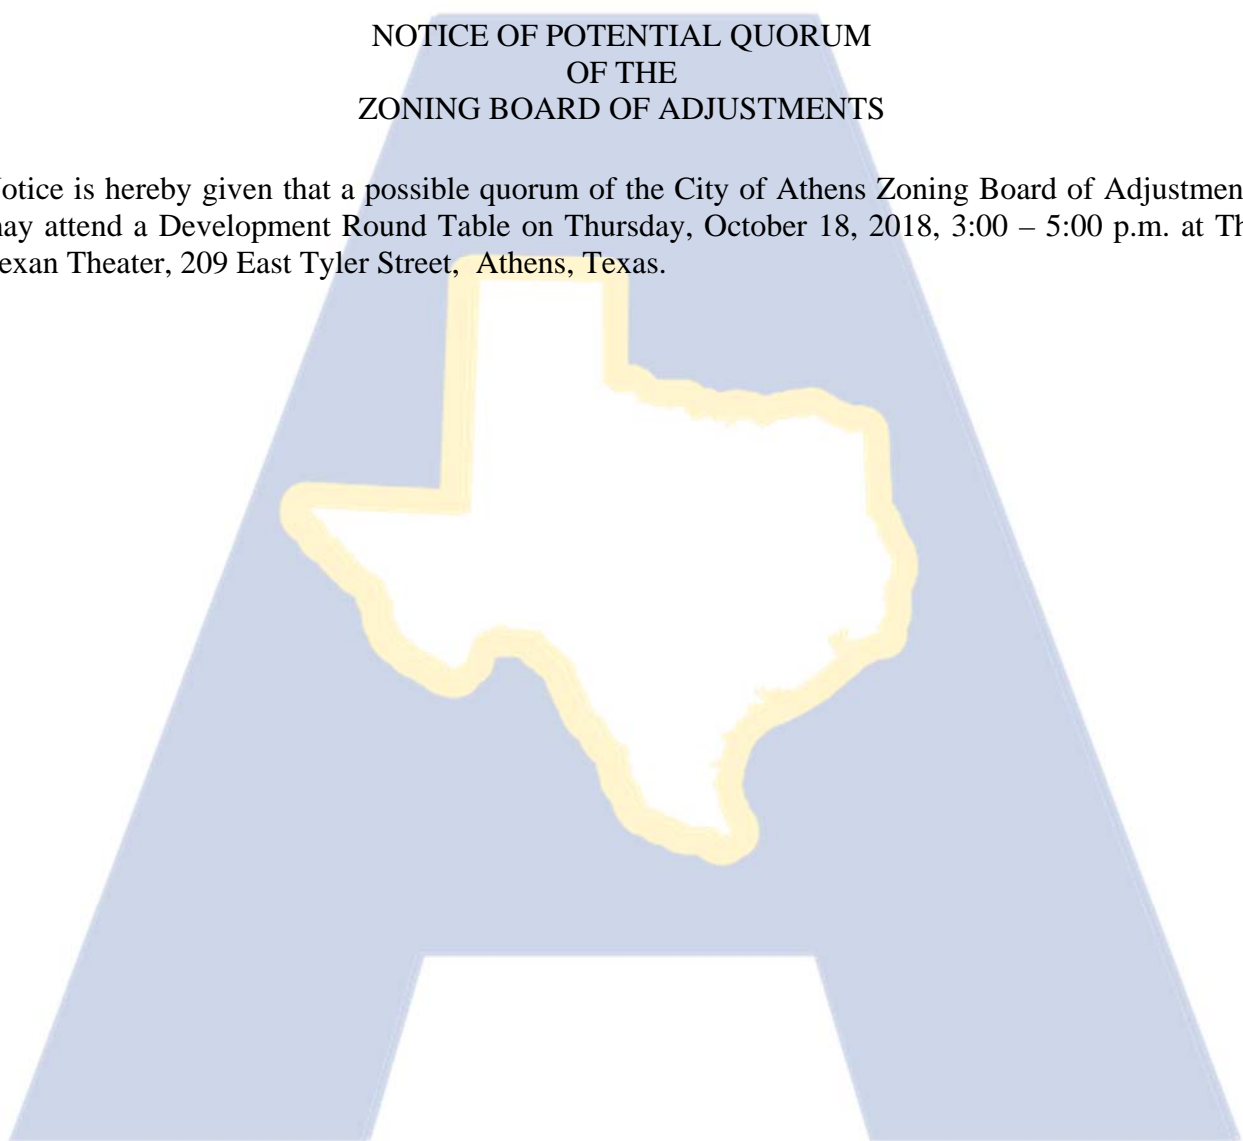 NOTICE OF POTENTIAL QUORUM
OF THE
ZONING BOARD OF ADJUSTMENTS
otice is hereby given that a possible quorum of the City of Athens Zoning Board of Adjustmen
ay attend a Development Round Table on Thursday, October 18, 2018, 3:00 – 5:00 p.m. at Th
exan Theater, 209 East Tyler Street, Athens, Texas.